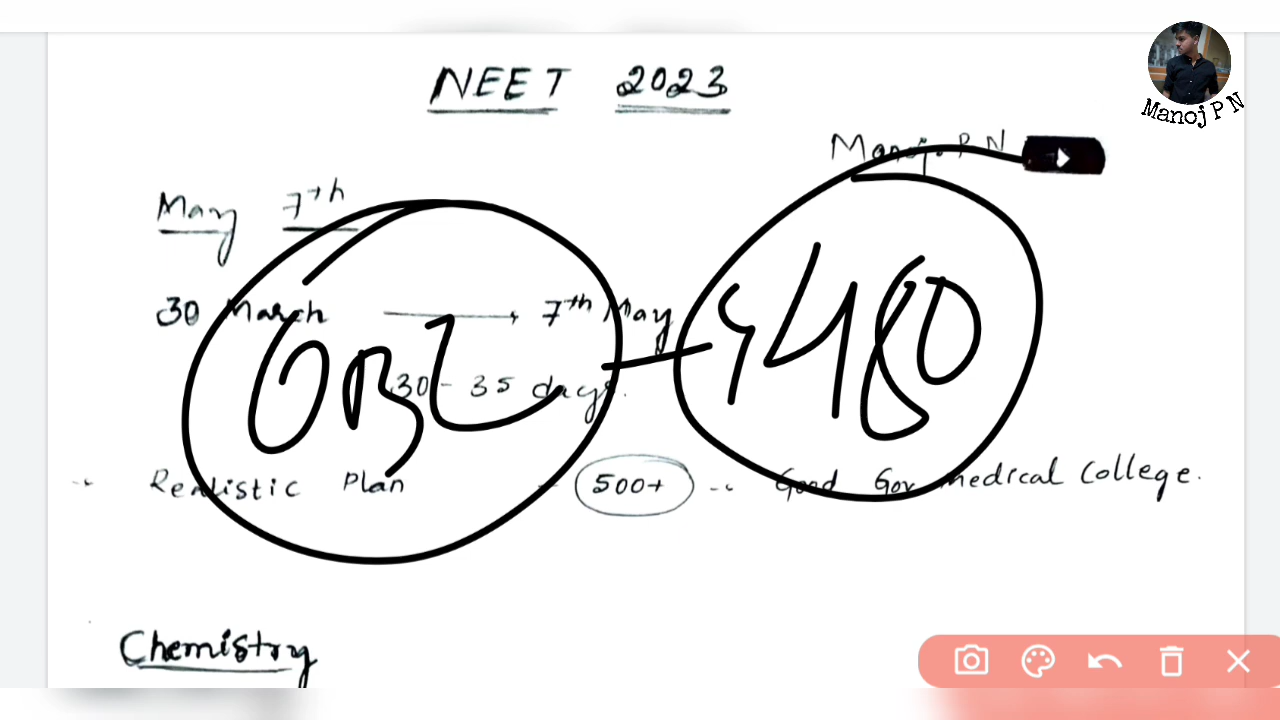 NEET 2023
Manoj P N
Manoj. P N
May 7th
30 March → 7th May
30 - 35 days.
OBC - 480
Realistic Plan - 500+ -- Good Gov medical College.
Chemistry